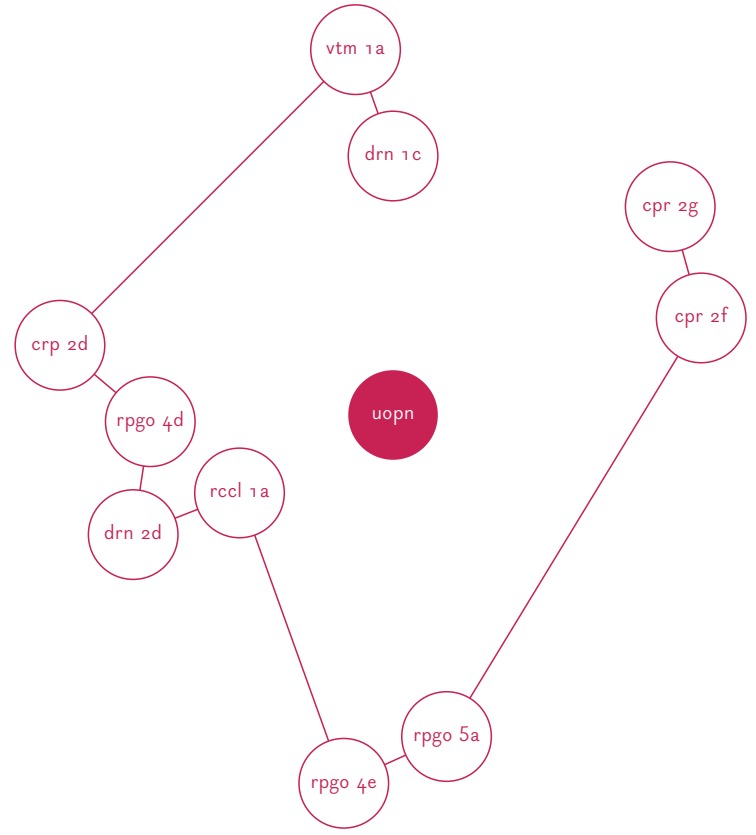 vtm 1a
drn 1c
cpr 2g
cpr 2f
crp 2d
rpgo 4d
uopn
rccl 1a
drn 2d
rpgo 5a
rpgo 4e